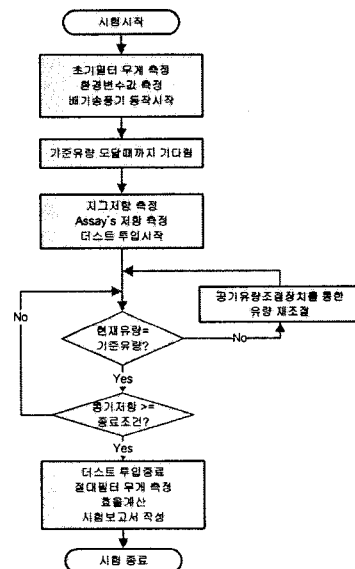 시험시작
초기필터 무게 측정
환경변수값 측정
배기송풍기 동작시작
기준유량 도달때까지 기다림
지그저항 측정
Assay's 저항 측정
더스트 투입시작
No
공기유량조절장치를 통한
유량 재조절
현재유량=
기준유량?
No
Yes
공기저항 >=
종료조건?
Yes
더스트 투입종료
절대필터 무게 측정
효율계산
시험보고서 작성
시험 종료